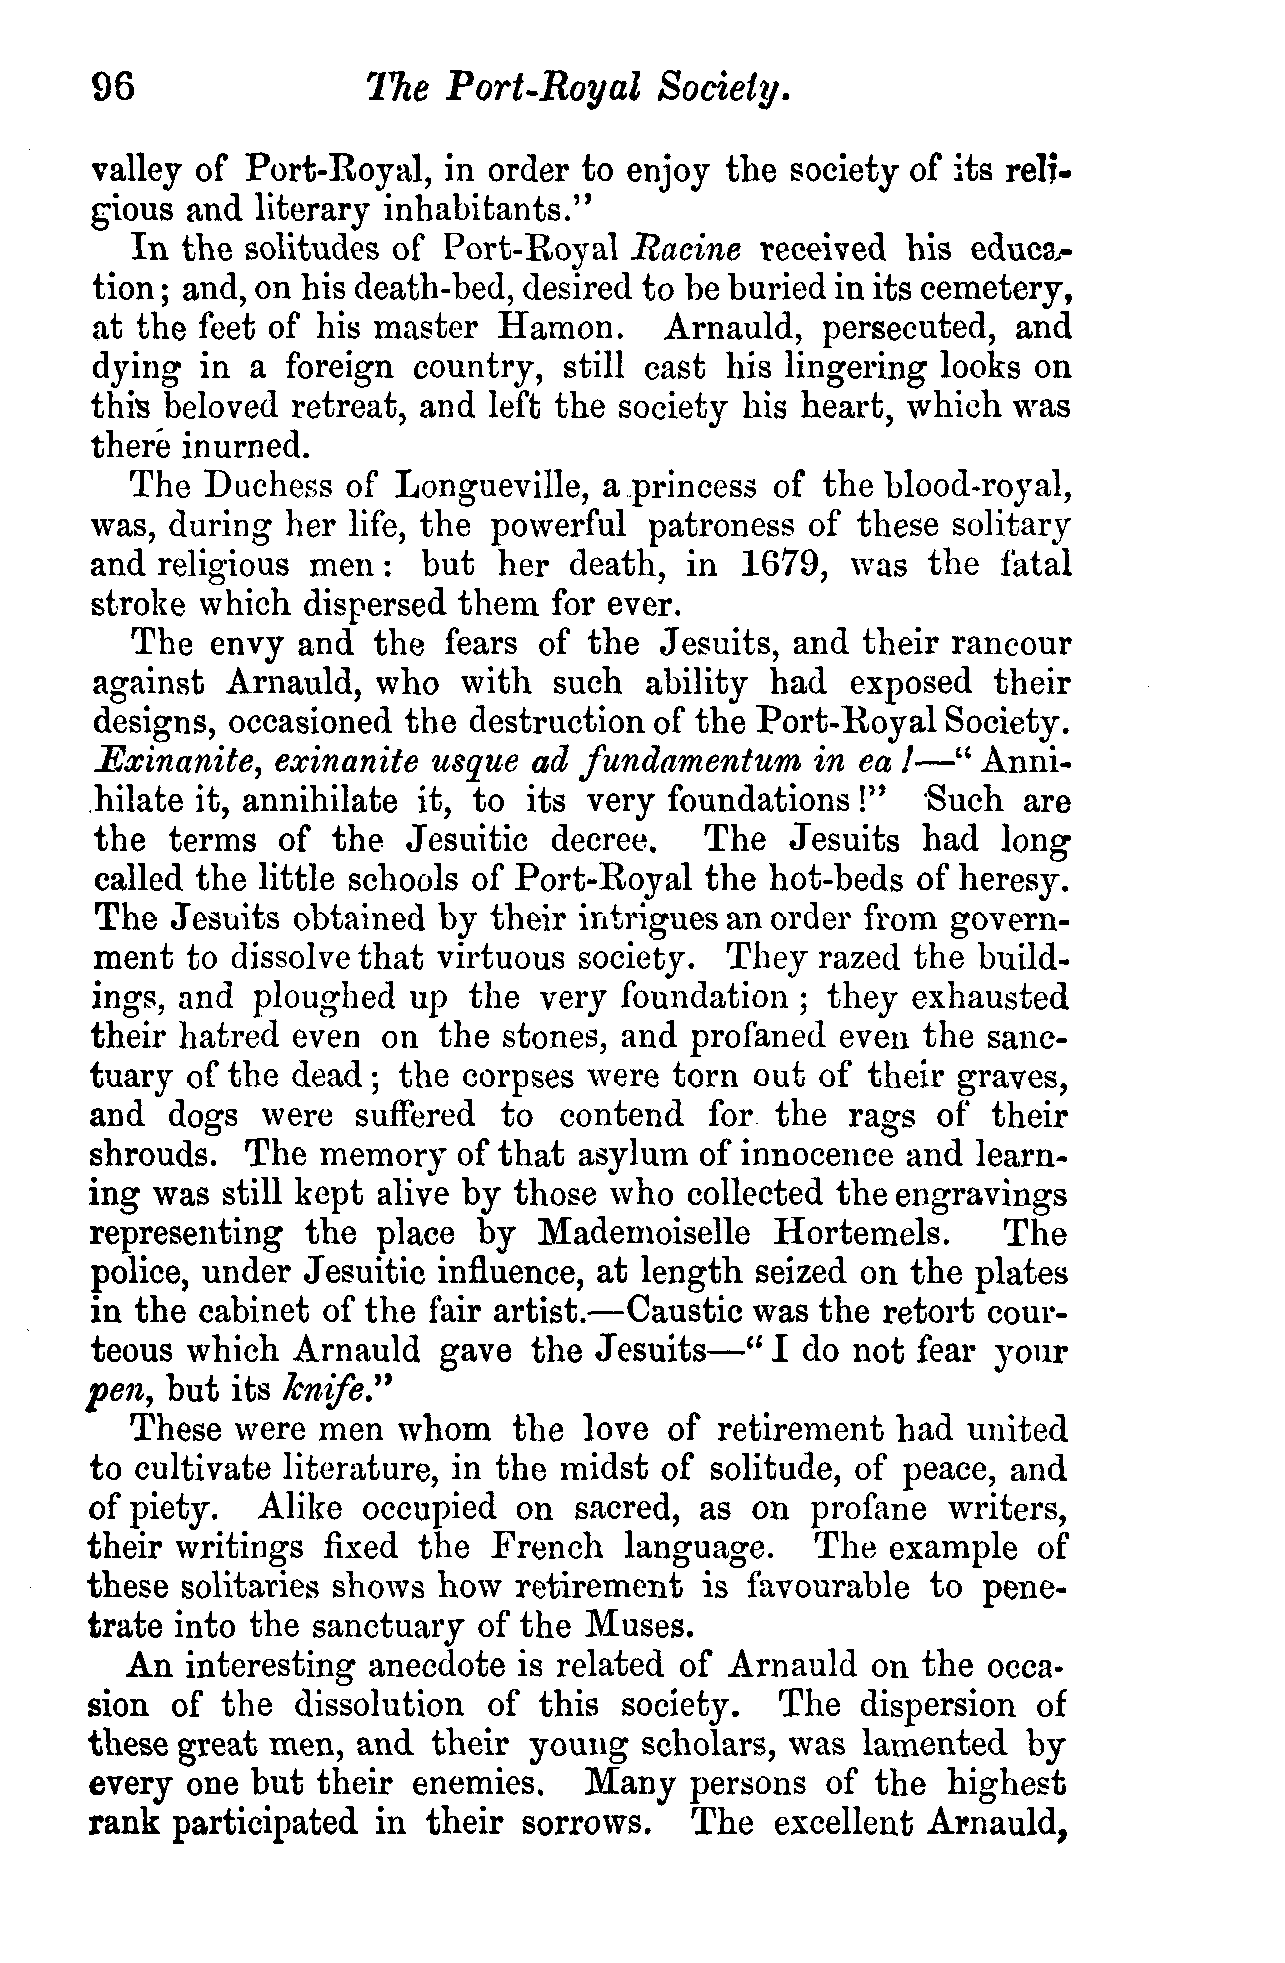 96 The Port-Royal Society.
valley of Port-Royal, in order to enjoy the society of its reli-
gious and literary inhabitants."
In the solitudes of Port-Royal Racine received his educa-
tion; and, on his death-bed, desired to be buried in its cemetery,
at the feet of his master Hamon. Arnauld, persecuted, and
dying in a foreign country, still cast his lingering looks on
this beloved retreat, and left the society his heart, which was
there inurned.
The Duchess of Longueville, a princess of the blood-royal,
was, during her life, the powerful patroness of these solitary
and religious men: but her death, in 1679, was the fatal
stroke which dispersed them for ever.
The envy and the fears of the Jesuits, and their rancour
against Arnauld, who with such ability had exposed their
designs, occasioned the destruction of the Port-Royal Society.
Exinanite, exinanite usque ad fundamentum in ea!—"Anni-
hilate it, annihilate it, to its very foundations!" Such are
the terms of the Jesuitic decree. The Jesuits had long
called the little schools of Port-Royal the hot-beds of heresy.
The Jesuits obtained by their intrigues an order from govern-
ment to dissolve that virtuous society. They razed the build-
ings, and ploughed up the very foundation; they exhausted
their hatred even on the stones, and profaned even the sanc-
tuary of the dead; the corpses were torn out of their graves,
and dogs were suffered to contend for the rags of their
shrouds. The memory of that asylum of innocence and learn-
ing was still kept alive by those who collected the engravings
representing the place by Mademoiselle Hortemels. The
police, under Jesuitic influence, at length seized on the plates
in the cabinet of the fair artist.—Caustic was the retort cour-
teous which Arnauld gave the Jesuits—"I do not fear your
pen, but its knife."
These were men whom the love of retirement had united
to cultivate literature, in the midst of solitude, of peace, and
of piety. Alike occupied on sacred, as on profane writers,
their writings fixed the French language. The example of
these solitaries shows how retirement is favourable to pene-
trate into the sanctuary of the Muses.
An interesting anecdote is related of Arnauld on the occa-
sion of the dissolution of this society. The dispersion of
these great men, and their young scholars, was lamented by
every one but their enemies. Many persons of the highest
rank participated in their sorrows. The excellent Arnauld,